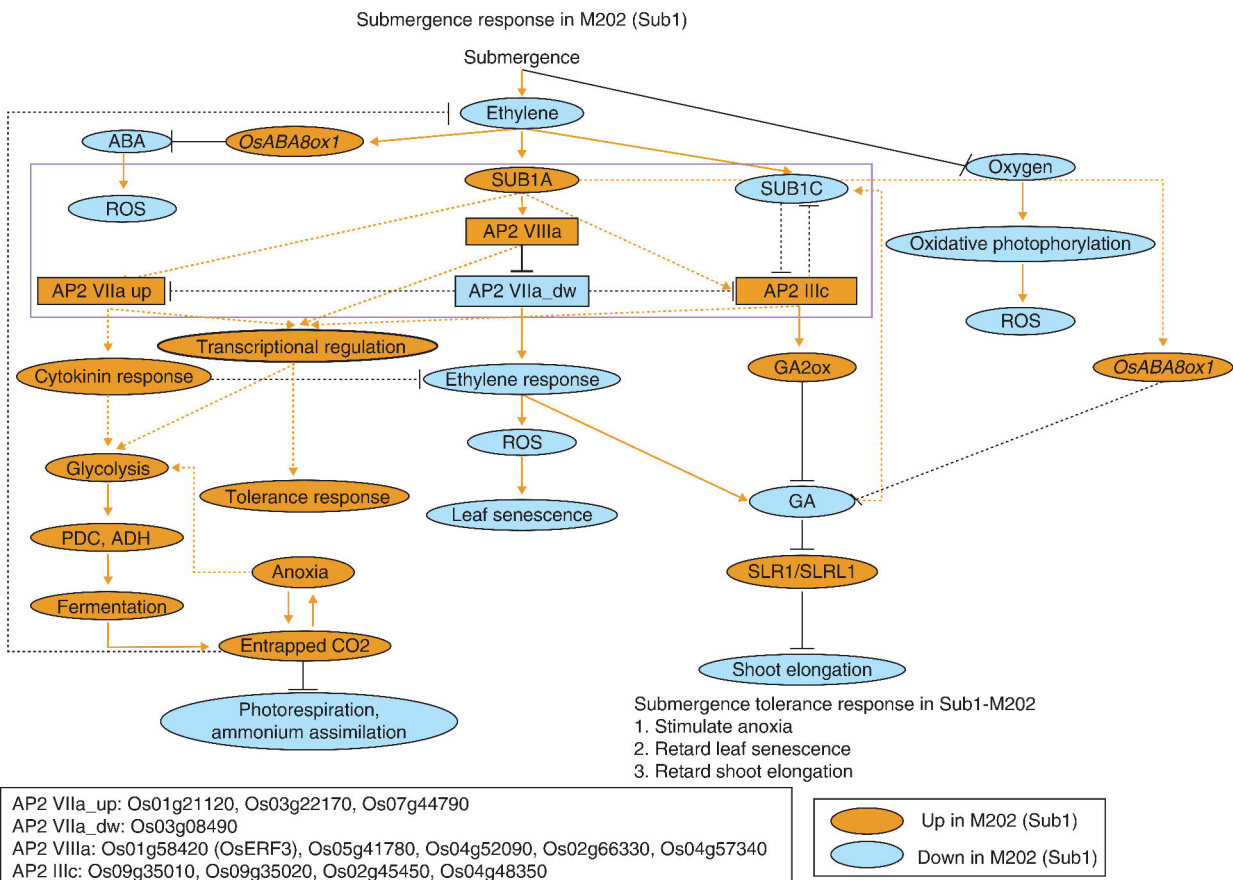 Submergence response in M202 (Sub1)
Submergence
Ethylene
ABA
OsABA8ox1
Oxygen
SUB1A
SUB1C
ROS
AP2 VIIIa
Oxidative photophorylation
AP2 VIIa up
AP2 VIIa_dw
AP2 IIIc
ROS
Transcriptional regulation
Cytokinin response
Ethylene response
GA2ox
OsABA8ox1
ROS
Glycolysis
Tolerance response
GA
Leaf senescence
PDC, ADH
Anoxia
SLR1/SLRL1
Fermentation
Entrapped CO2
Shoot elongation
Photorespiration,
ammonium assimilation
Submergence tolerance response in Sub1-M202
1. Stimulate anoxia
2. Retard leaf senescence
3. Retard shoot elongation
AP2 VIIa_up: Os01g21120, Os03g22170, Os07g44790
AP2 VIIa_dw: Os03g08490
AP2 VIIIa: Os01g58420 (OsERF3), Os05g41780, Os04g52090, Os02g66330, Os04g57340
AP2 IIIc: Os09g35010, Os09g35020, Os02g45450, Os04g48350
Up in M202 (Sub1)
Down in M202 (Sub1)